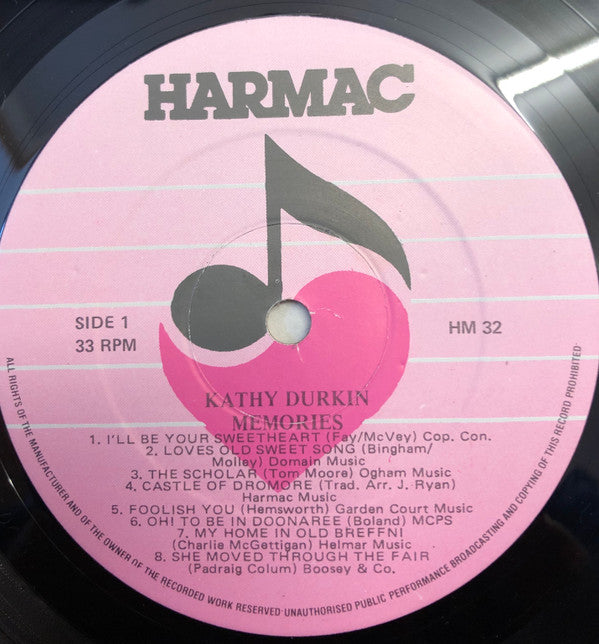 HARMAC
SIDE 1
33 RPM
HM 32
KATHY DURKIN
MEMORIES
1. I'LL BE YOUR SWEETHEART (Fay/McVey) Cop. Con.
2. LOVES OLD SWEET SONG (Bingham/
Molley) Domain Music
3. THE SCHOLAR (Tom Moore) Ogham Music
4. CASTLE OF DROMORE (Trad. Arr. J. Ryan)
Harmac Music
5. FOOLISH YOU (Hemsworth) Garden Court Music
6. OH! TO BE IN DOONAREE (Boland) MCPS
7. MY HOME IN OLD BREFFNI
(Charlie McGettigan) Helmar Music
8. SHE MOVED THROUGH THE FAIR
(Padraig Colum) Boosey & Co.
ALL RIGHTS OF THE MANUFACTURER AND OF THE OWNER OF THE RECORDED WORK RESERVED·UNAUTHORISED PUBLIC PERFORMANCE BROADCASTING AND COPYING OF THIS RECORD PROHIBITED·